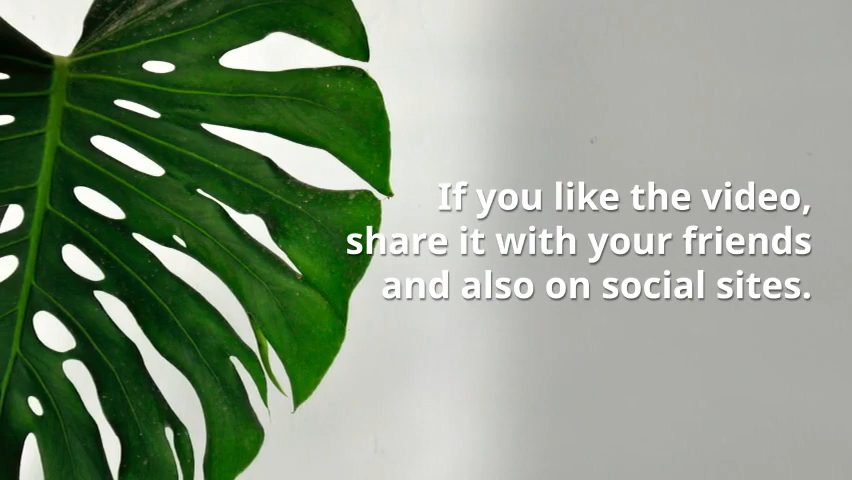 If you like the video,
share it with your friends
and also on social sites.